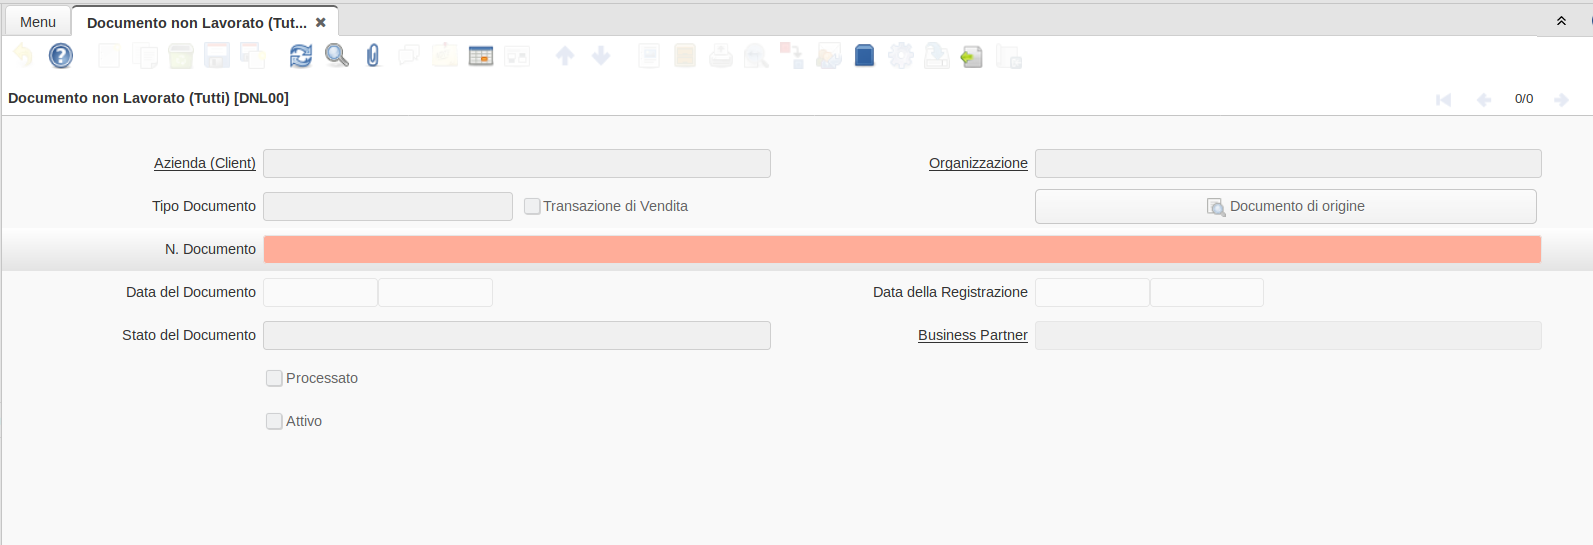 Menu
Documento non Lavorato (Tut...
Documento non Lavorato (Tutti) [DNL00]
0/0
Azienda (Client)
Organizzazione
Tipo Documento
Transazione di Vendita
Documento di origine
N. Documento
Data del Documento
Data della Registrazione
Stato del Documento
Business Partner
Processato
Attivo